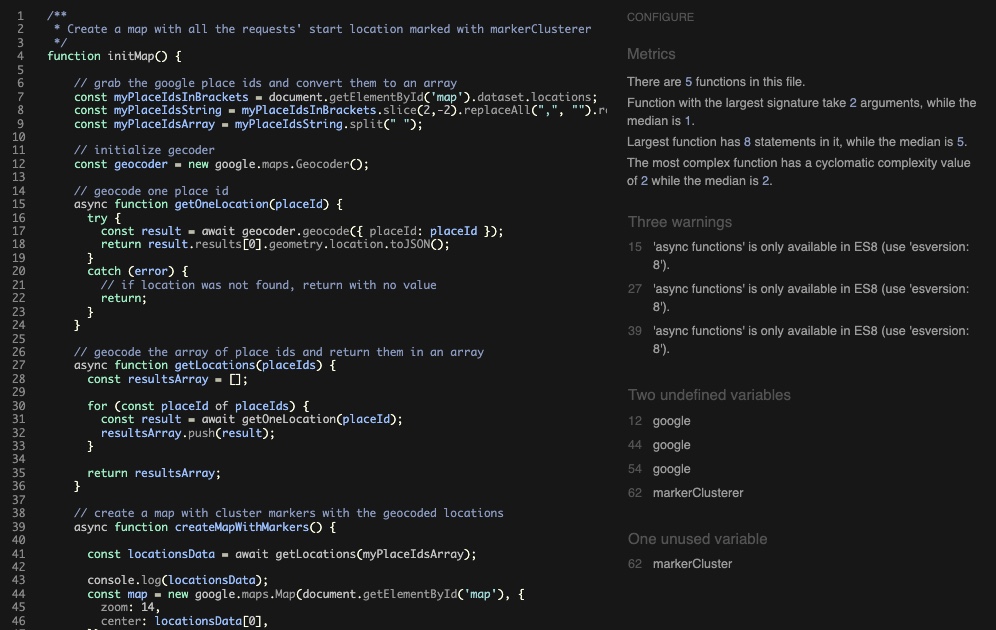 1 /**
2  * Create a map with all the requests' start location marked with markerClusterer
3  */
4 function initMap() {
5
6     // grab the google place ids and convert them to an array
7     const myPlaceIdsInBrackets = document.getElementById('map').dataset.locations;
8     const myPlaceIdsString = myPlaceIdsInBrackets.slice(2,-2).replaceAll(",", "").r
9     const myPlaceIdsArray = myPlaceIdsString.split(" ");
10
11     // initialize gecoder
12     const geocoder = new google.maps.Geocoder();
13
14     // geocode one place id
15     async function getOneLocation(placeId) {
16       try {
17         const result = await geocoder.geocode({ placeId: placeId });
18         return result.results[0].geometry.location.toJSON();
19       }
20       catch (error) {
21         // if location was not found, return with no value
22         return;
23       }
24     }
25
26     // geocode the array of place ids and return them in an array
27     async function getLocations(placeIds) {
28       const resultsArray = [];
29
30       for (const placeId of placeIds) {
31         const result = await getOneLocation(placeId);
32         resultsArray.push(result);
33       }
34
35       return resultsArray;
36     }
37
38     // create a map with cluster markers with the geocoded locations
39     async function createMapWithMarkers() {
40
41       const locationsData = await getLocations(myPlaceIdsArray);
42
43       console.log(locationsData);
44       const map = new google.maps.Map(document.getElementById('map'), {
45         zoom: 14,
46         center: locationsData[0],
CONFIGURE
Metrics
There are 5 functions in this file.
Function with the largest signature take 2 arguments, while the
median is 1.
Largest function has 8 statements in it, while the median is 5.
The most complex function has a cyclomatic complexity value
of 2 while the median is 2.
Three warnings
15 'async functions' is only available in ES8 (use 'esversion:
8').
27 'async functions' is only available in ES8 (use 'esversion:
8').
39 'async functions' is only available in ES8 (use 'esversion:
8').
Two undefined variables
12 google
44 google
54 google
62 markerClusterer
One unused variable
62 markerCluster